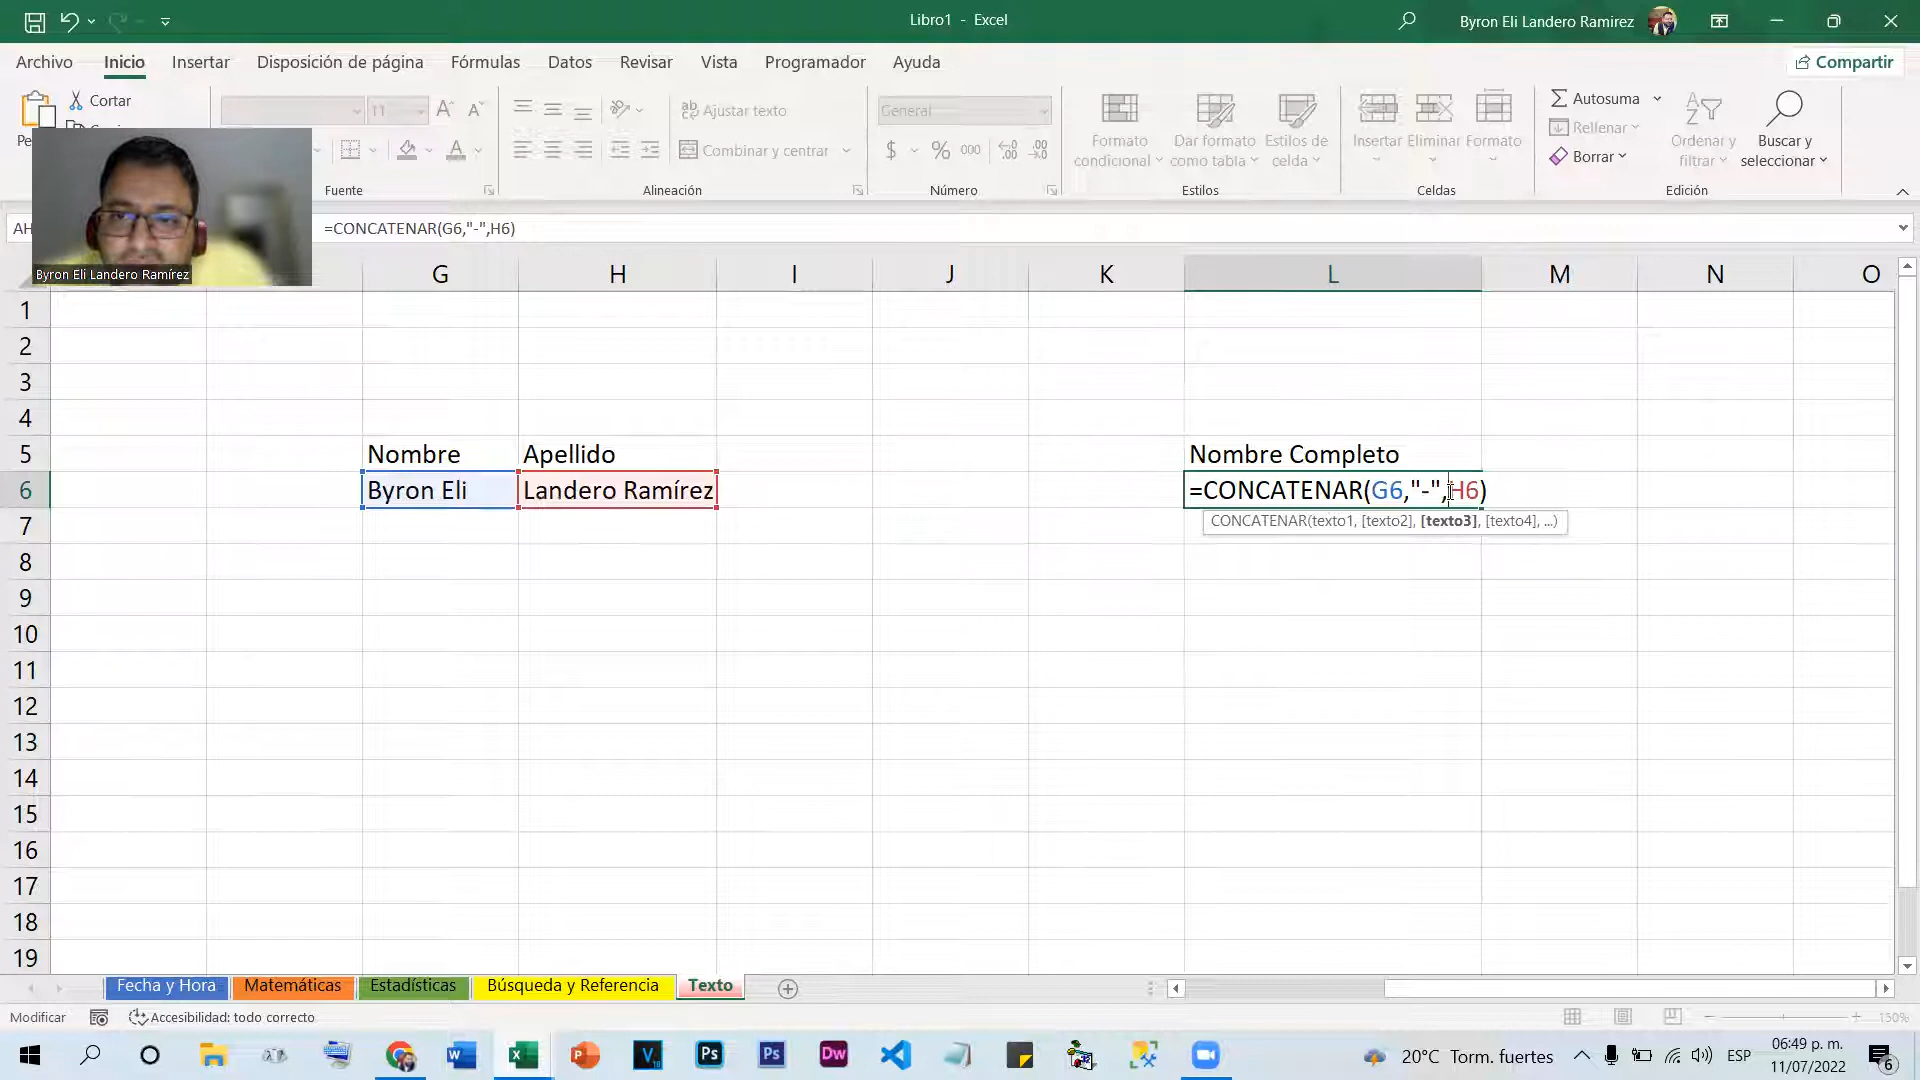 Libro1 - Excel
Byron Eli Landero Ramirez
Archivo Inicio Insertar Disposición de página Fórmulas Datos Revisar Vista Programador Ayuda
Compartir
Cortar
11
Ajustar texto
General
Combinar y centrar
$ % 000
Formato condicional
Dar formato como tabla
Estilos de celda
Insertar Eliminar Formato
Autosuma
Rellenar
Borrar
Ordenar y filtrar
Buscar y seleccionar
Fuente Alineación Número Estilos Celdas Edición
Byron Eli Landero Ramírez
=CONCATENAR(G6,"-",H6)
G H I J K L M N O
1
2
3
4
5 Nombre Apellido Nombre Completo
6 Byron Eli Landero Ramírez =CONCATENAR(G6,"-",H6)
CONCATENAR(texto1, [texto2], [texto3], [texto4], ...)
7
8
9
10
11
12
13
14
15
16
17
18
19
Fecha y Hora Matemáticas Estadísticas Búsqueda y Referencia Texto
Modificar Accesibilidad: todo correcto 150%
20°C Torm. fuertes ESP 06:49 p. m.
11/07/2022
6